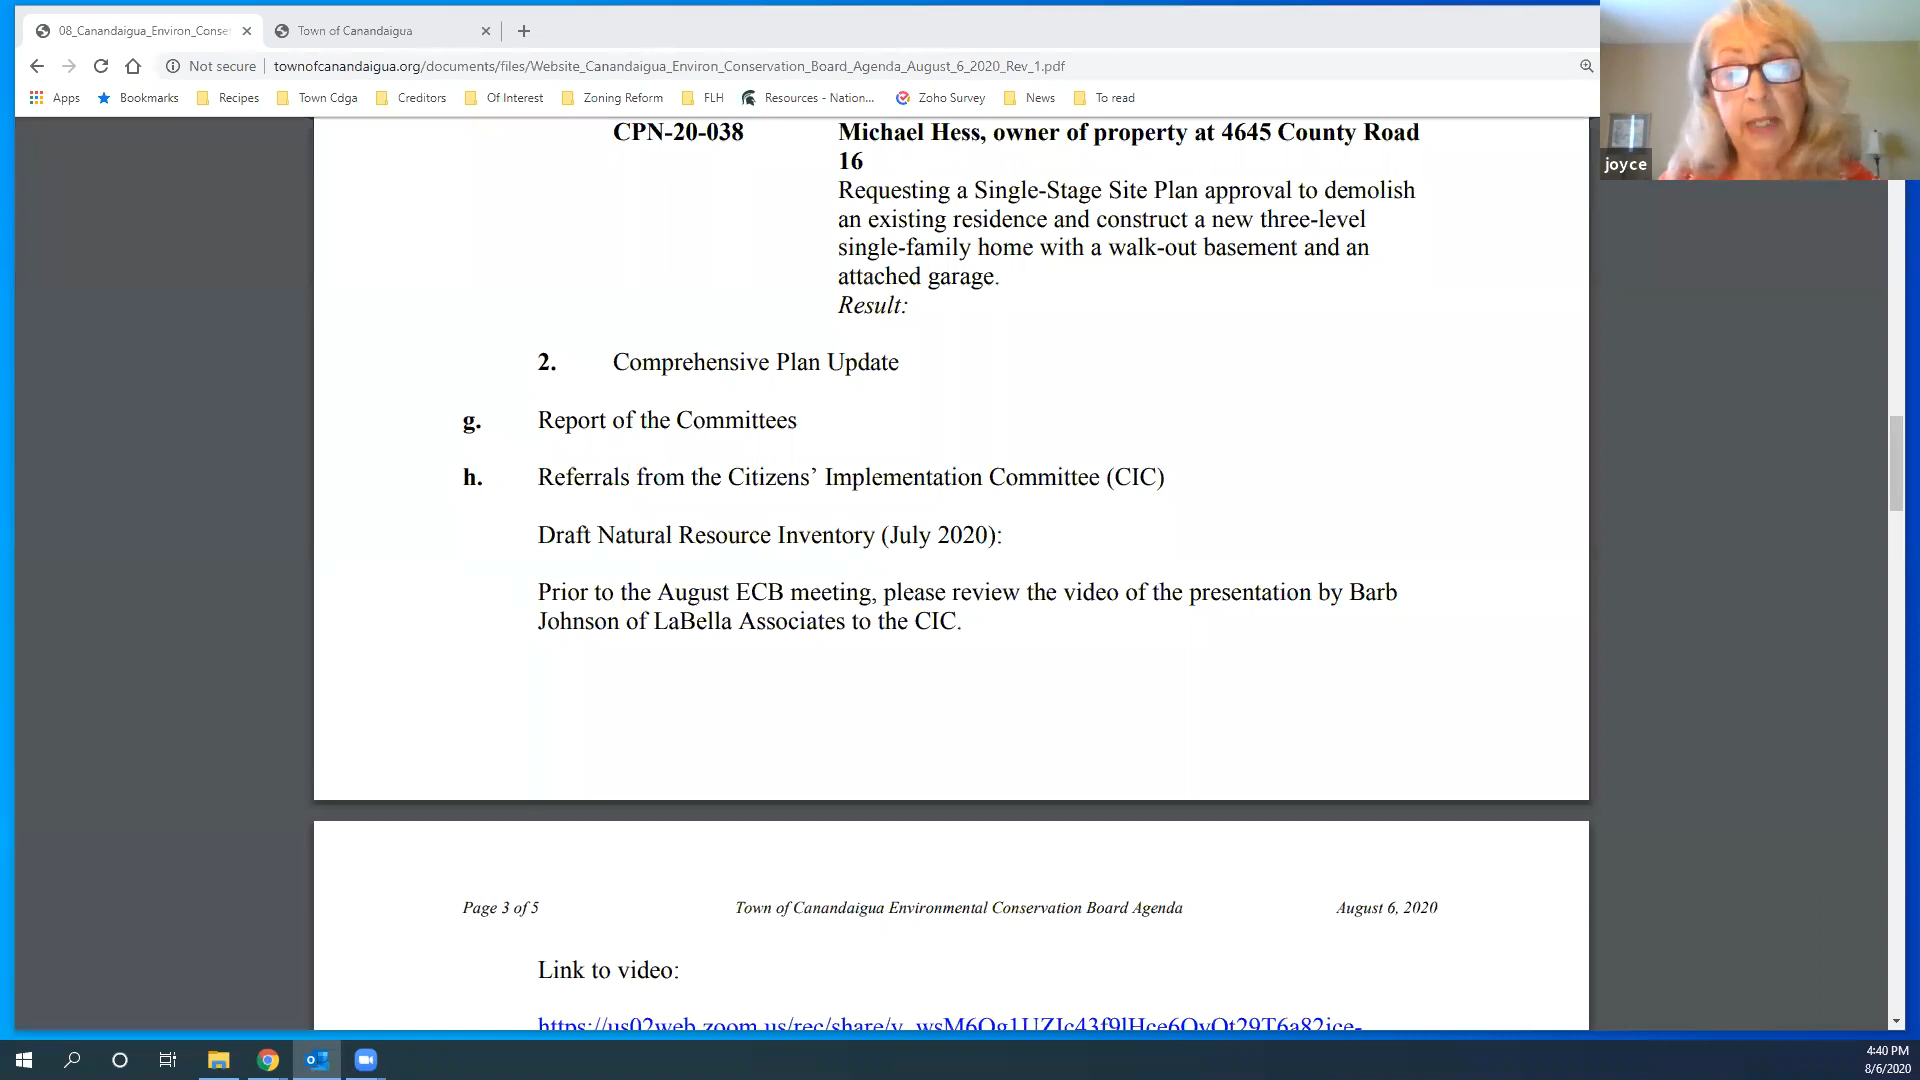 08_Canandaigua_Environ_Conse
Town of Canandaigua
Not secure
townofcanandaigua.org/documents/files/Website_Canandaigua_Environ_Conservation_Board_Agenda_August_6_2020_Rev_1.pdf
Apps Bookmarks Recipes Town Cdga Creditors Of Interest Zoning Reform FLH Resources - Nation... Zoho Survey News To read
joyce
CPN-20-038 Michael Hess, owner of property at 4645 County Road
16
Requesting a Single-Stage Site Plan approval to demolish
an existing residence and construct a new three-level
single-family home with a walk-out basement and an
attached garage.
Result:
2. Comprehensive Plan Update
g. Report of the Committees
h. Referrals from the Citizens’ Implementation Committee (CIC)
Draft Natural Resource Inventory (July 2020):
Prior to the August ECB meeting, please review the video of the presentation by Barb
Johnson of LaBella Associates to the CIC.
Page 3 of 5 Town of Canandaigua Environmental Conservation Board Agenda August 6, 2020
Link to video:
4:40 PM
8/6/2020